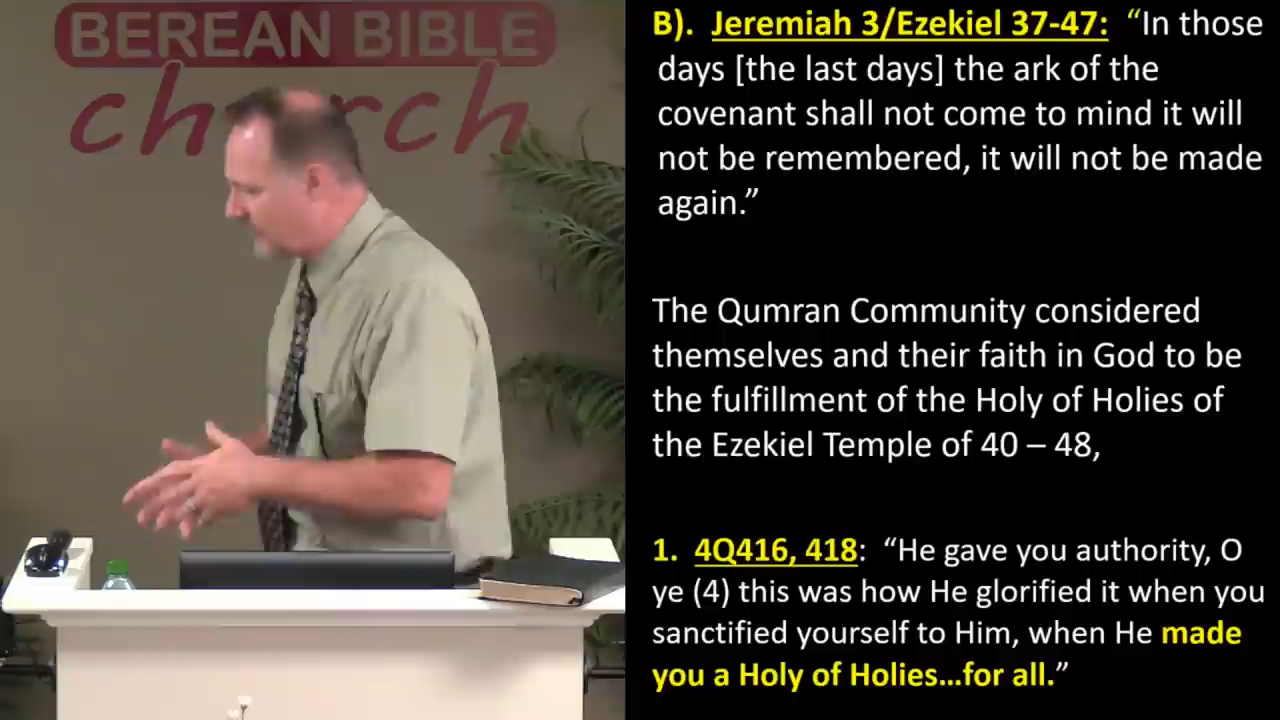 BEREAN BIBLE
church
B). Jeremiah 3/Ezekiel 37-47: “In those
days [the last days] the ark of the
covenant shall not come to mind it will
not be remembered, it will not be made
again.”
The Qumran Community considered
themselves and their faith in God to be
the fulfillment of the Holy of Holies of
the Ezekiel Temple of 40 – 48,
1. 4Q416, 418: “He gave you authority, O
ye (4) this was how He glorified it when you
sanctified yourself to Him, when He made
you a Holy of Holies…for all.”